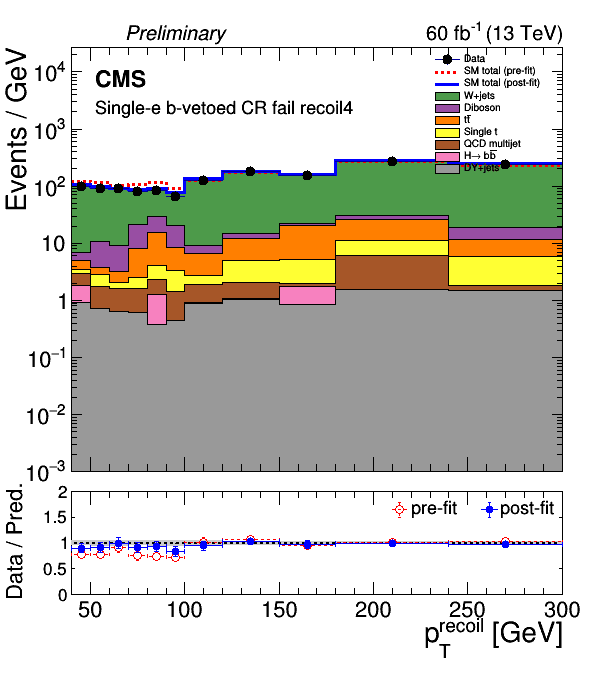 Preliminary
60 fb⁻¹ (13 TeV)
CMS
Single-e b-vetoed CR fail recoil4
Data
SM total (pre-fit)
SM total (post-fit)
W+jets
Diboson
tt̅
Single t
QCD multijet
H→ bb̅
DY+jets
Events / GeV
10⁴
10³
10²
10
1
10⁻¹
10⁻²
10⁻³
Data / Pred.
2
1.5
1
0.5
0
pre-fit
post-fit
50 100 150 200 250 300
p_T^recoil [GeV]